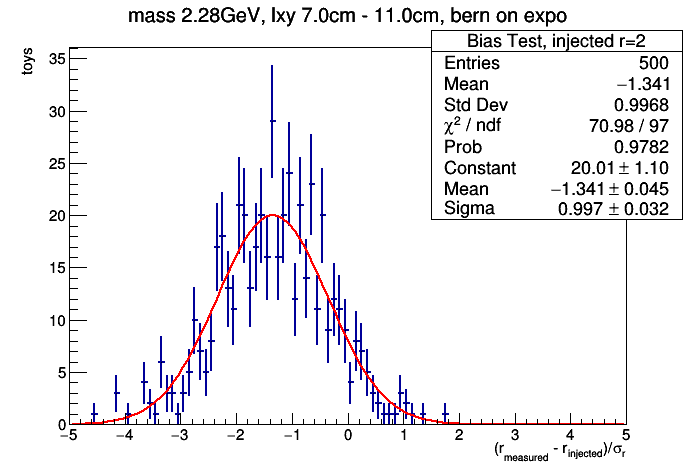 mass 2.28GeV, lxy 7.0cm - 11.0cm, bern on expo
toys
Bias Test, injected r=2
Entries 500
Mean −1.341
Std Dev 0.9968
χ² / ndf 70.98 / 97
Prob 0.9782
Constant 20.01 ± 1.10
Mean −1.341 ± 0.045
Sigma 0.997 ± 0.032
35
30
25
20
15
10
5
0
−5 −4 −3 −2 −1 0 1 2 3 4 5
(r_measured - r_injected)/σ_r